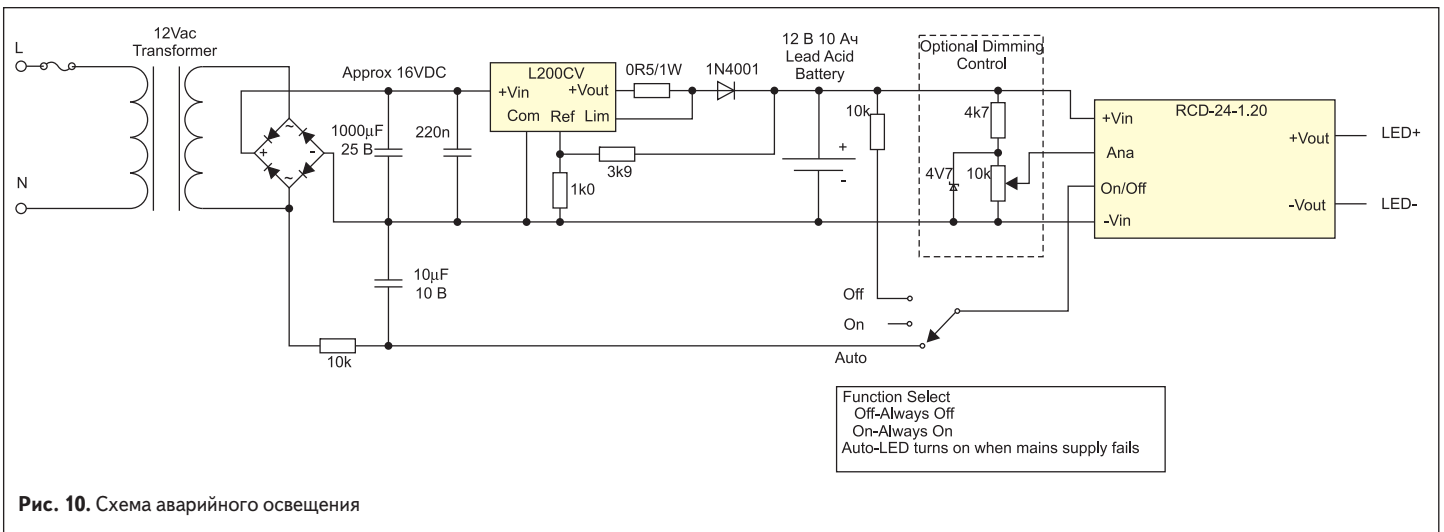 12Vac
Transformer
L
N
Approx 16VDC
1000µF
25 В
220n
L200CV
+Vin
+Vout
Com
Ref
Lim
0R5/1W
1N4001
3k9
1k0
12 В 10 Ач
Lead Acid
Battery
+
-
10k
Optional Dimming
Control
4k7
4V7
10k
RCD-24-1.20
+Vin
Ana
On/Off
-Vin
+Vout
-Vout
LED+
LED-
~
+
-
~
10µF
10 В
10k
Off
On
Auto
Function Select
Off-Always Off
On-Always On
Auto-LED turns on when mains supply fails
Рис. 10. Схема аварийного освещения